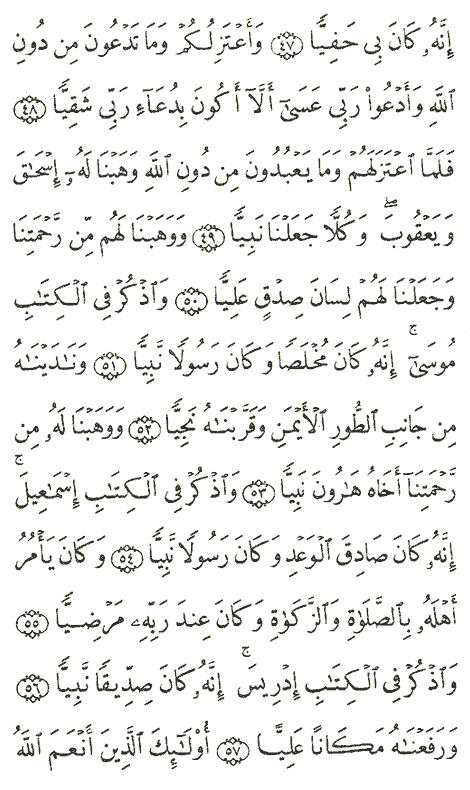 إِنَّهُۥ كَانَ بِي حَفِيًّا ﴿٤٧﴾ وَأَعْتَزِلُكُمْ وَمَا تَدْعُونَ مِن دُونِ
ٱللَّهِ وَأَدْعُوا۟ رَبِّي عَسَىٰٓ أَلَّآ أَكُونَ بِدُعَآءِ رَبِّي شَقِيًّا ﴿٤٨﴾
فَلَمَّا ٱعْتَزَلَهُمْ وَمَا يَعْبُدُونَ مِن دُونِ ٱللَّهِ وَهَبْنَا لَهُۥٓ إِسْحَٰقَ
وَيَعْقُوبَ ۖ وَكُلًّا جَعَلْنَا نَبِيًّا ﴿٤٩﴾ وَوَهَبْنَا لَهُم مِّن رَّحْمَتِنَا
وَجَعَلْنَا لَهُمْ لِسَانَ صِدْقٍ عَلِيًّا ﴿٥٠﴾ وَٱذْكُرْ فِي ٱلْكِتَٰبِ
مُوسَىٰٓ ۚ إِنَّهُۥ كَانَ مُخْلَصًا وَكَانَ رَسُولًا نَّبِيًّا ﴿٥١﴾ وَنَٰدَيْنَٰهُ
مِن جَانِبِ ٱلطُّورِ ٱلْأَيْمَنِ وَقَرَّبْنَٰهُ نَجِيًّا ﴿٥٢﴾ وَوَهَبْنَا لَهُۥ مِن
رَّحْمَتِنَآ أَخَاهُ هَٰرُونَ نَبِيًّا ﴿٥٣﴾ وَٱذْكُرْ فِي ٱلْكِتَٰبِ إِسْمَٰعِيلَ ۚ
إِنَّهُۥ كَانَ صَادِقَ ٱلْوَعْدِ وَكَانَ رَسُولًا نَّبِيًّا ﴿٥٤﴾ وَكَانَ يَأْمُرُ
أَهْلَهُۥ بِٱلصَّلَوٰةِ وَٱلزَّكَوٰةِ وَكَانَ عِندَ رَبِّهِۦ مَرْضِيًّا ﴿٥٥﴾
وَٱذْكُرْ فِي ٱلْكِتَٰبِ إِدْرِيسَ ۚ إِنَّهُۥ كَانَ صِدِّيقًا نَّبِيًّا ﴿٥٦﴾
وَرَفَعْنَٰهُ مَكَانًا عَلِيًّا ﴿٥٧﴾ أُو۟لَٰٓئِكَ ٱلَّذِينَ أَنْعَمَ ٱللَّهُ